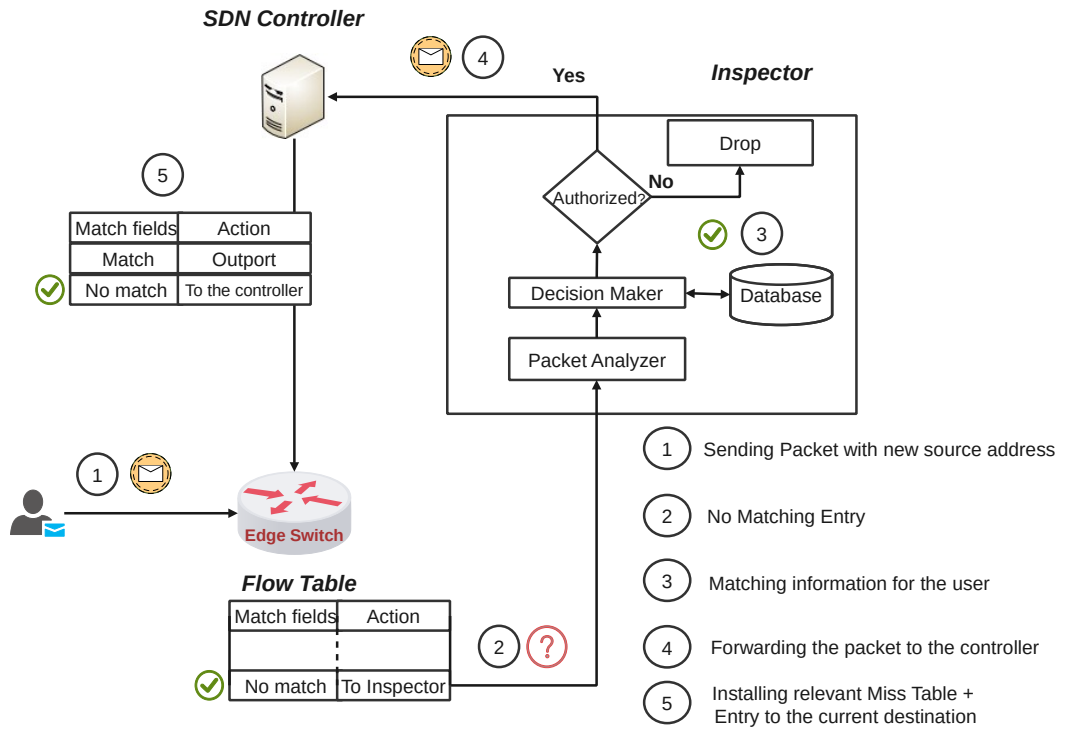 SDN Controller
4
Yes
Inspector
Drop
Authorized?
No
5
3
Match fields
Action
Match
Outport
No match
To the controller
Decision Maker
Database
Packet Analyzer
1
Edge Switch
Flow Table
Match fields
Action
No match
To Inspector
2
?
1
Sending Packet with new source address
2
No Matching Entry
3
Matching information for the user
4
Forwarding the packet to the controller
5
Installing relevant Miss Table +
Entry to the current destination